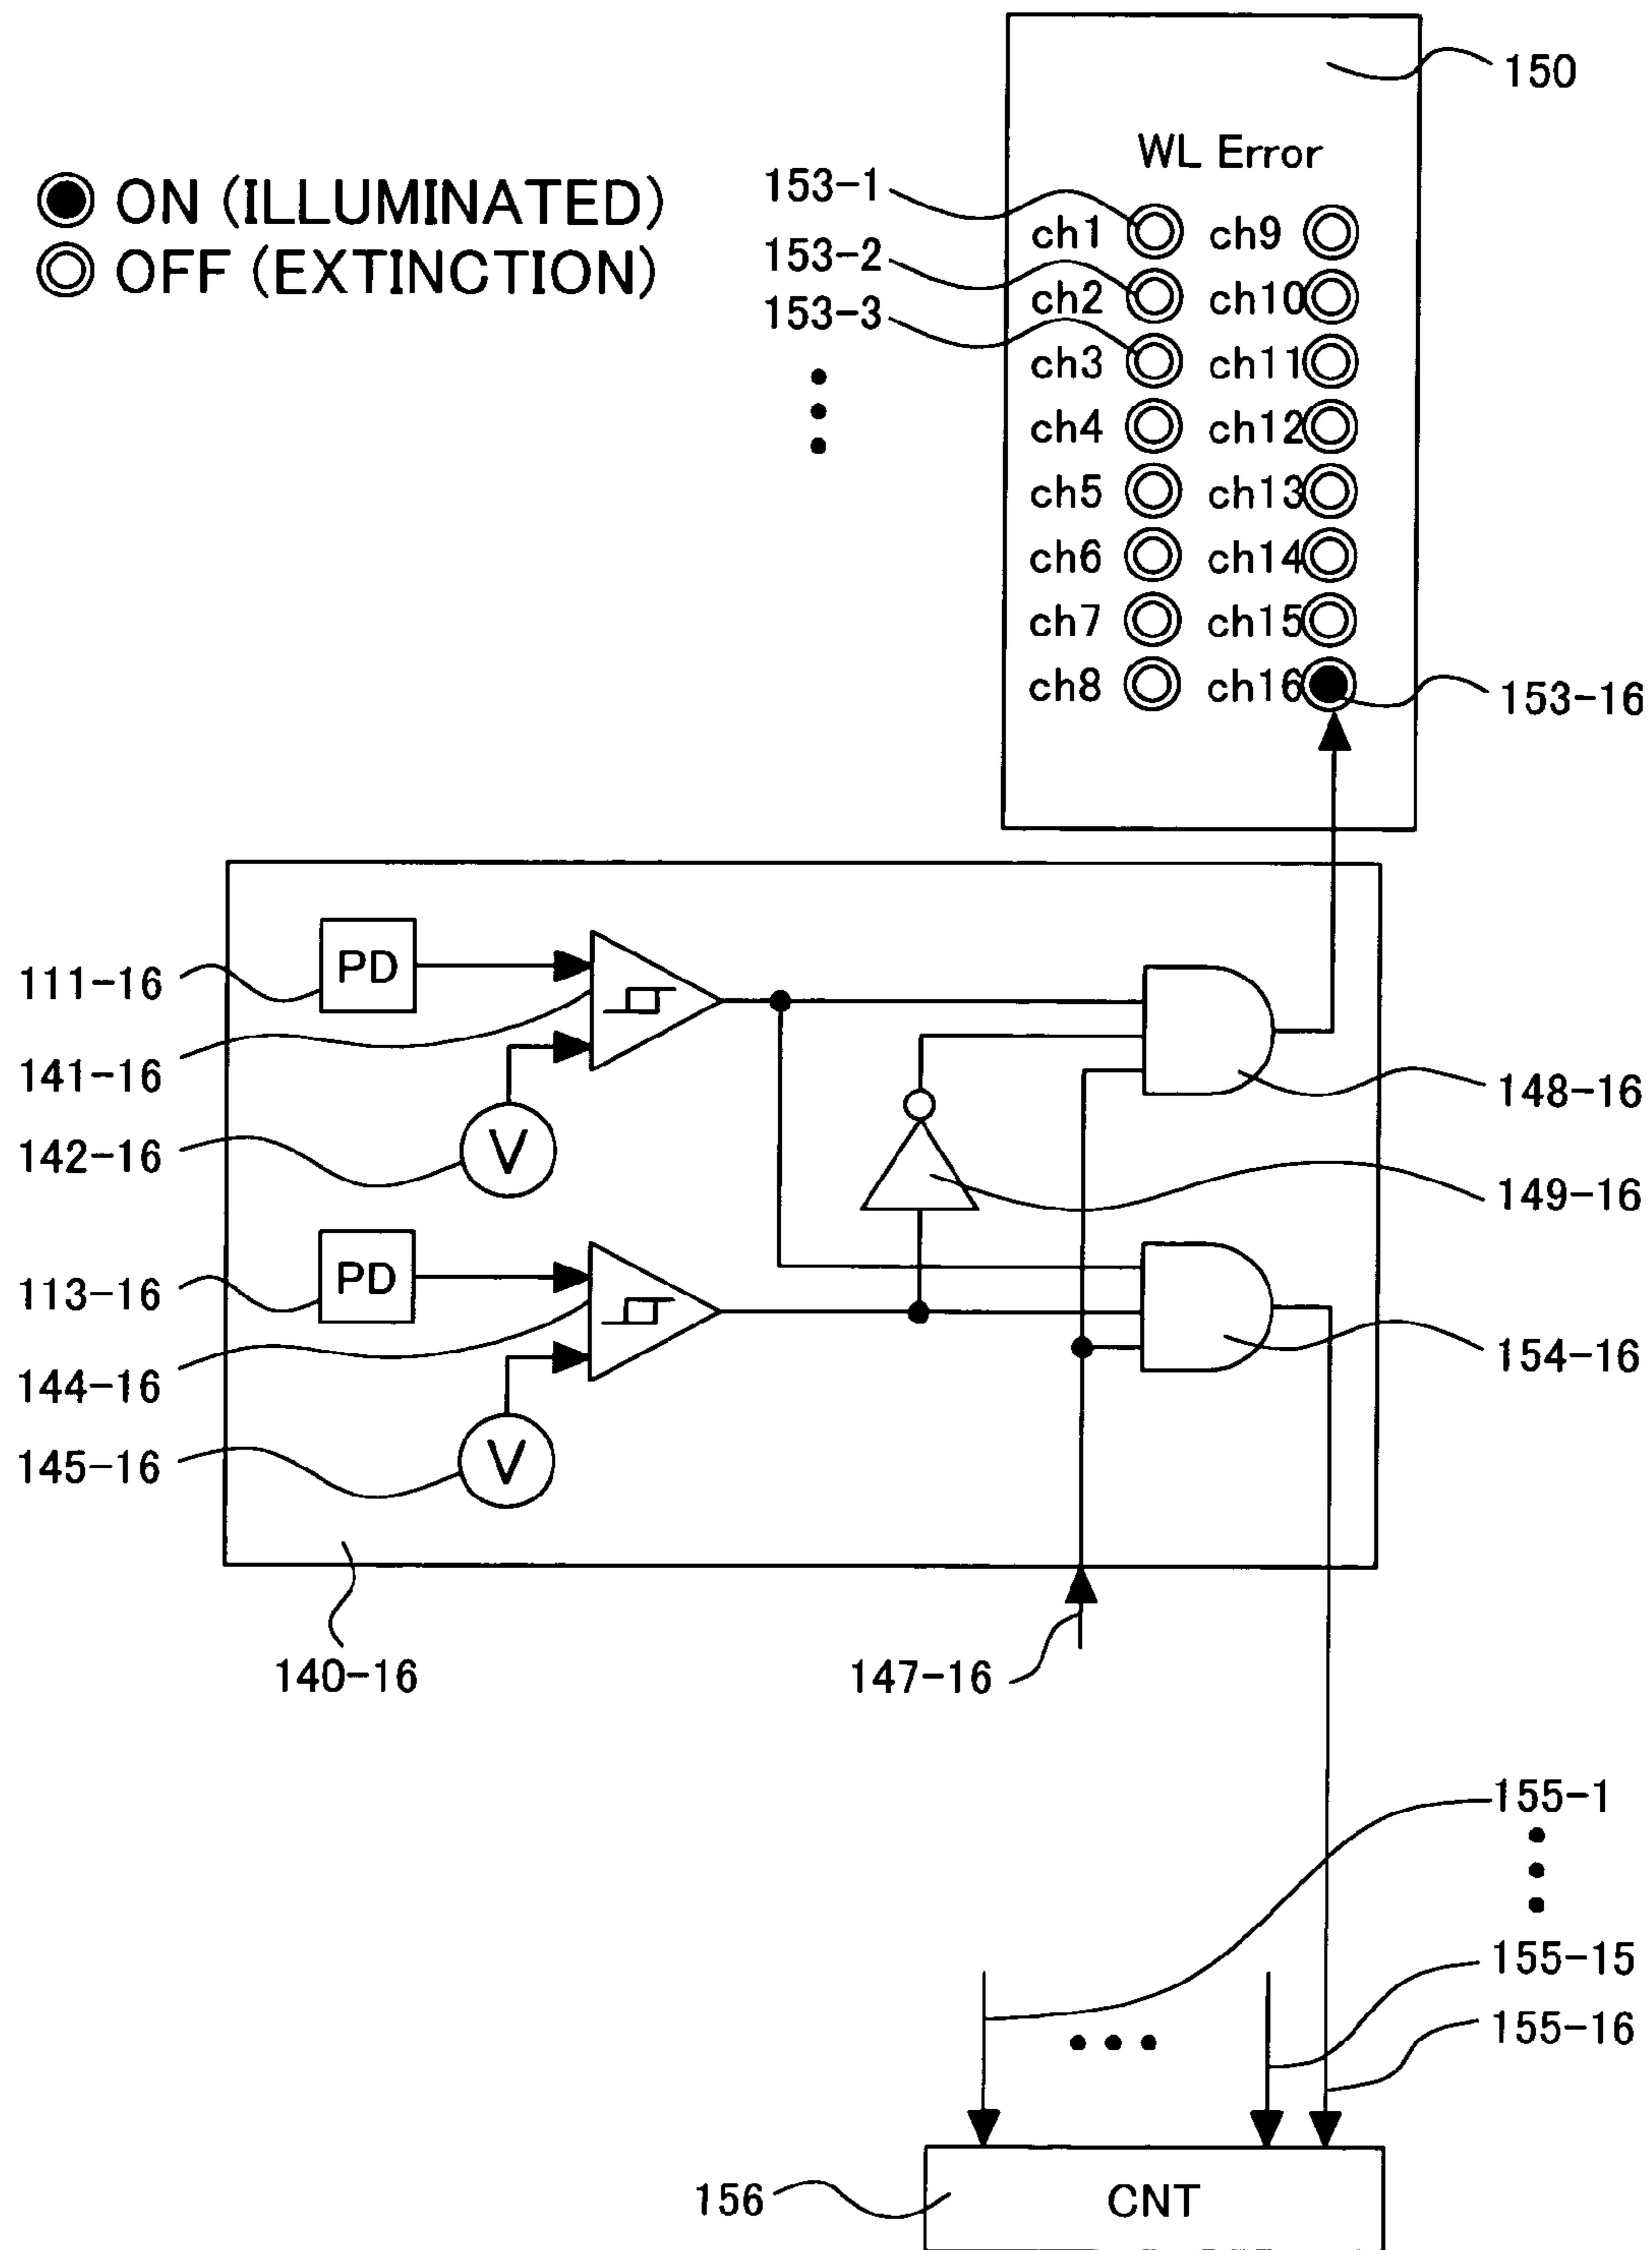 150
WL Error
ON (ILLUMINATED)
OFF (EXTINCTION)
153-1
153-2
153-3
ch1 ch9
ch2 ch10
ch3 ch11
ch4 ch12
ch5 ch13
ch6 ch14
ch7 ch15
ch8 ch16
153-16
PD
111-16
141-16
148-16
V
142-16
149-16
PD
113-16
154-16
144-16
V
145-16
140-16
147-16
155-1
155-15
155-16
156
CNT